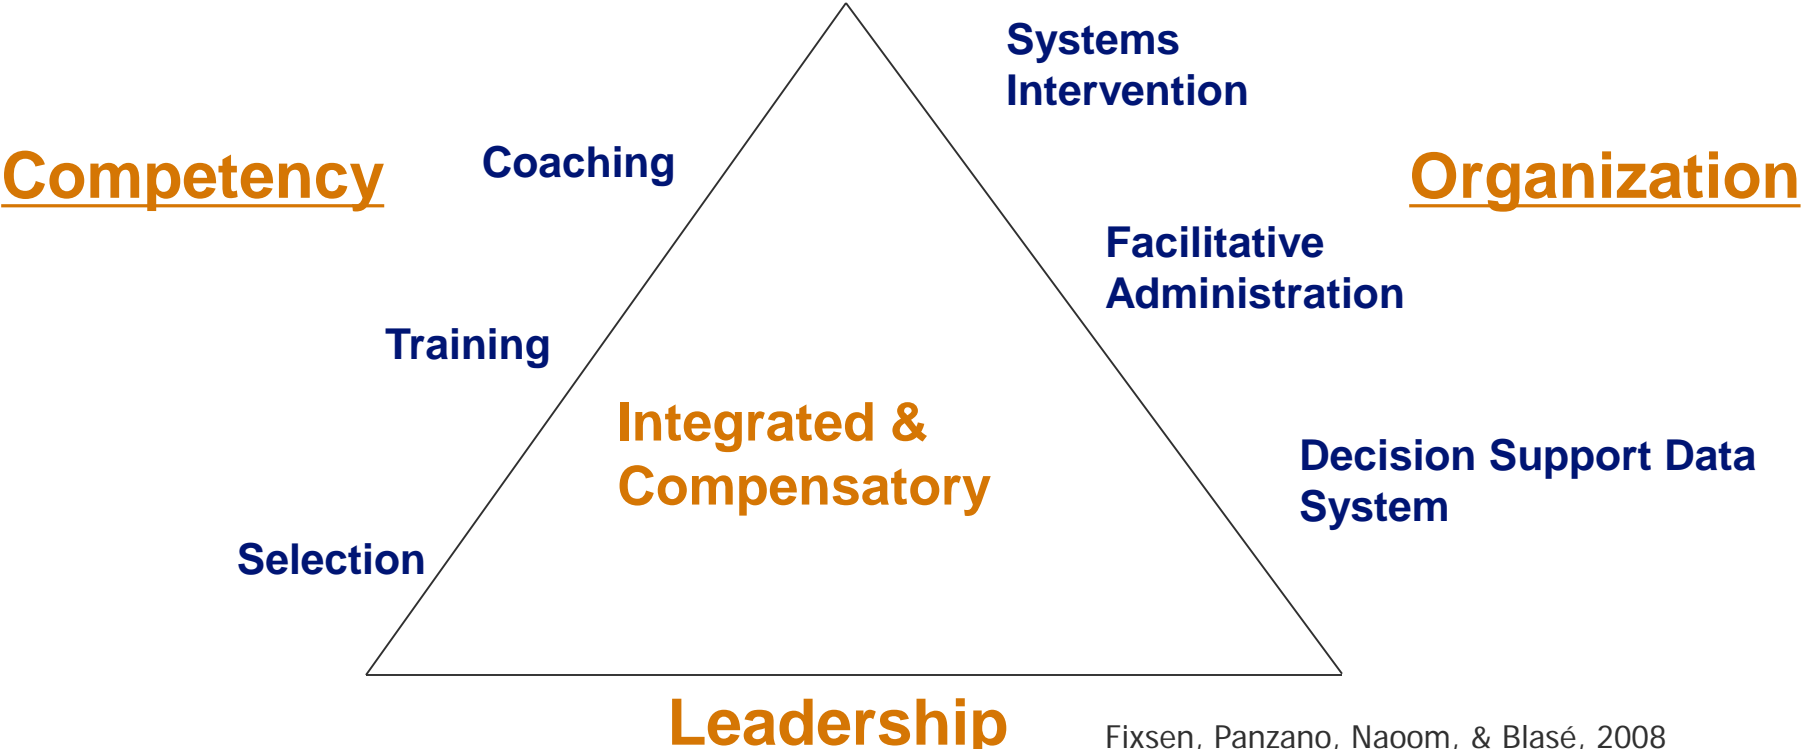 Systems
Intervention
Competency
Coaching
Organization
Facilitative
Administration
Training
Integrated &
Compensatory
Decision Support Data
System
Selection
Leadership
Fixsen, Panzano, Naoom, & Blasé, 2008